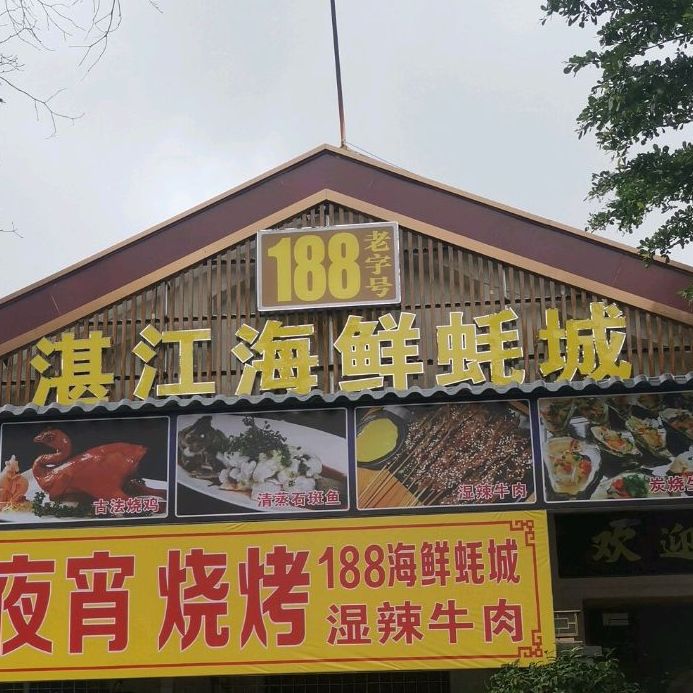 188 老字号
湛江海鲜蚝城
古法烧鸡
清蒸石斑鱼
湿辣牛肉
炭烧生
夜宵 烧烤
188海鲜蚝城
湿辣牛肉
欢迎